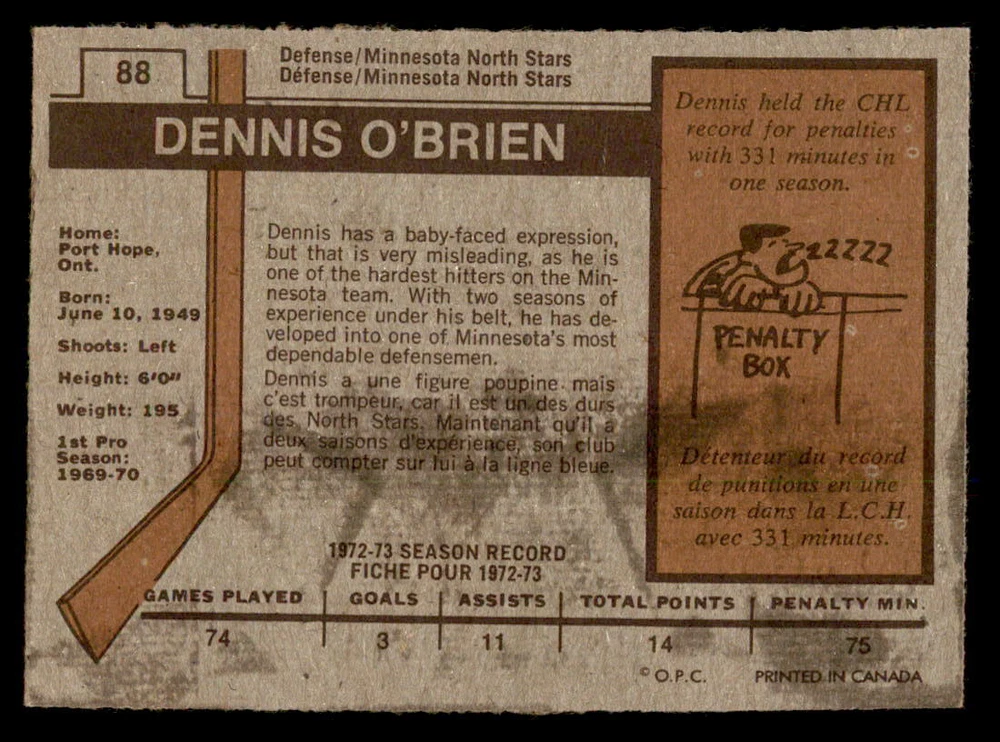 88
Defense/Minnesota North Stars
Défense/Minnesota North Stars
DENNIS O'BRIEN
Home:
Port Hope,
Ont.
Born:
June 10, 1949
Shoots: Left
Height: 6'0"
Weight: 195
1st Pro
Season:
1969-70
Dennis has a baby-faced expression,
but that is very misleading, as he is
one of the hardest hitters on the Min-
nesota team. With two seasons of
experience under his belt, he has de-
veloped into one of Minnesota's most
dependable defensemen.
Dennis a une figure poupine mais
c'est trompeur, car il est un des durs
des North Stars. Maintenant qu'il a
deux saisons d'expérience, son club
peut compter sur lui à la ligne bleue.
Dennis held the CHL
record for penalties
with 331 minutes in
one season.
ZZZZZZZ
PENALTY
BOX
Détenteur du record
de punitions en une
saison dans la L.C.H.
avec 331 minutes.
1972-73 SEASON RECORD
FICHE POUR 1972-73
GAMES PLAYED GOALS ASSISTS TOTAL POINTS PENALTY MIN.
74 3 11 14 75
© O.P.C. PRINTED IN CANADA